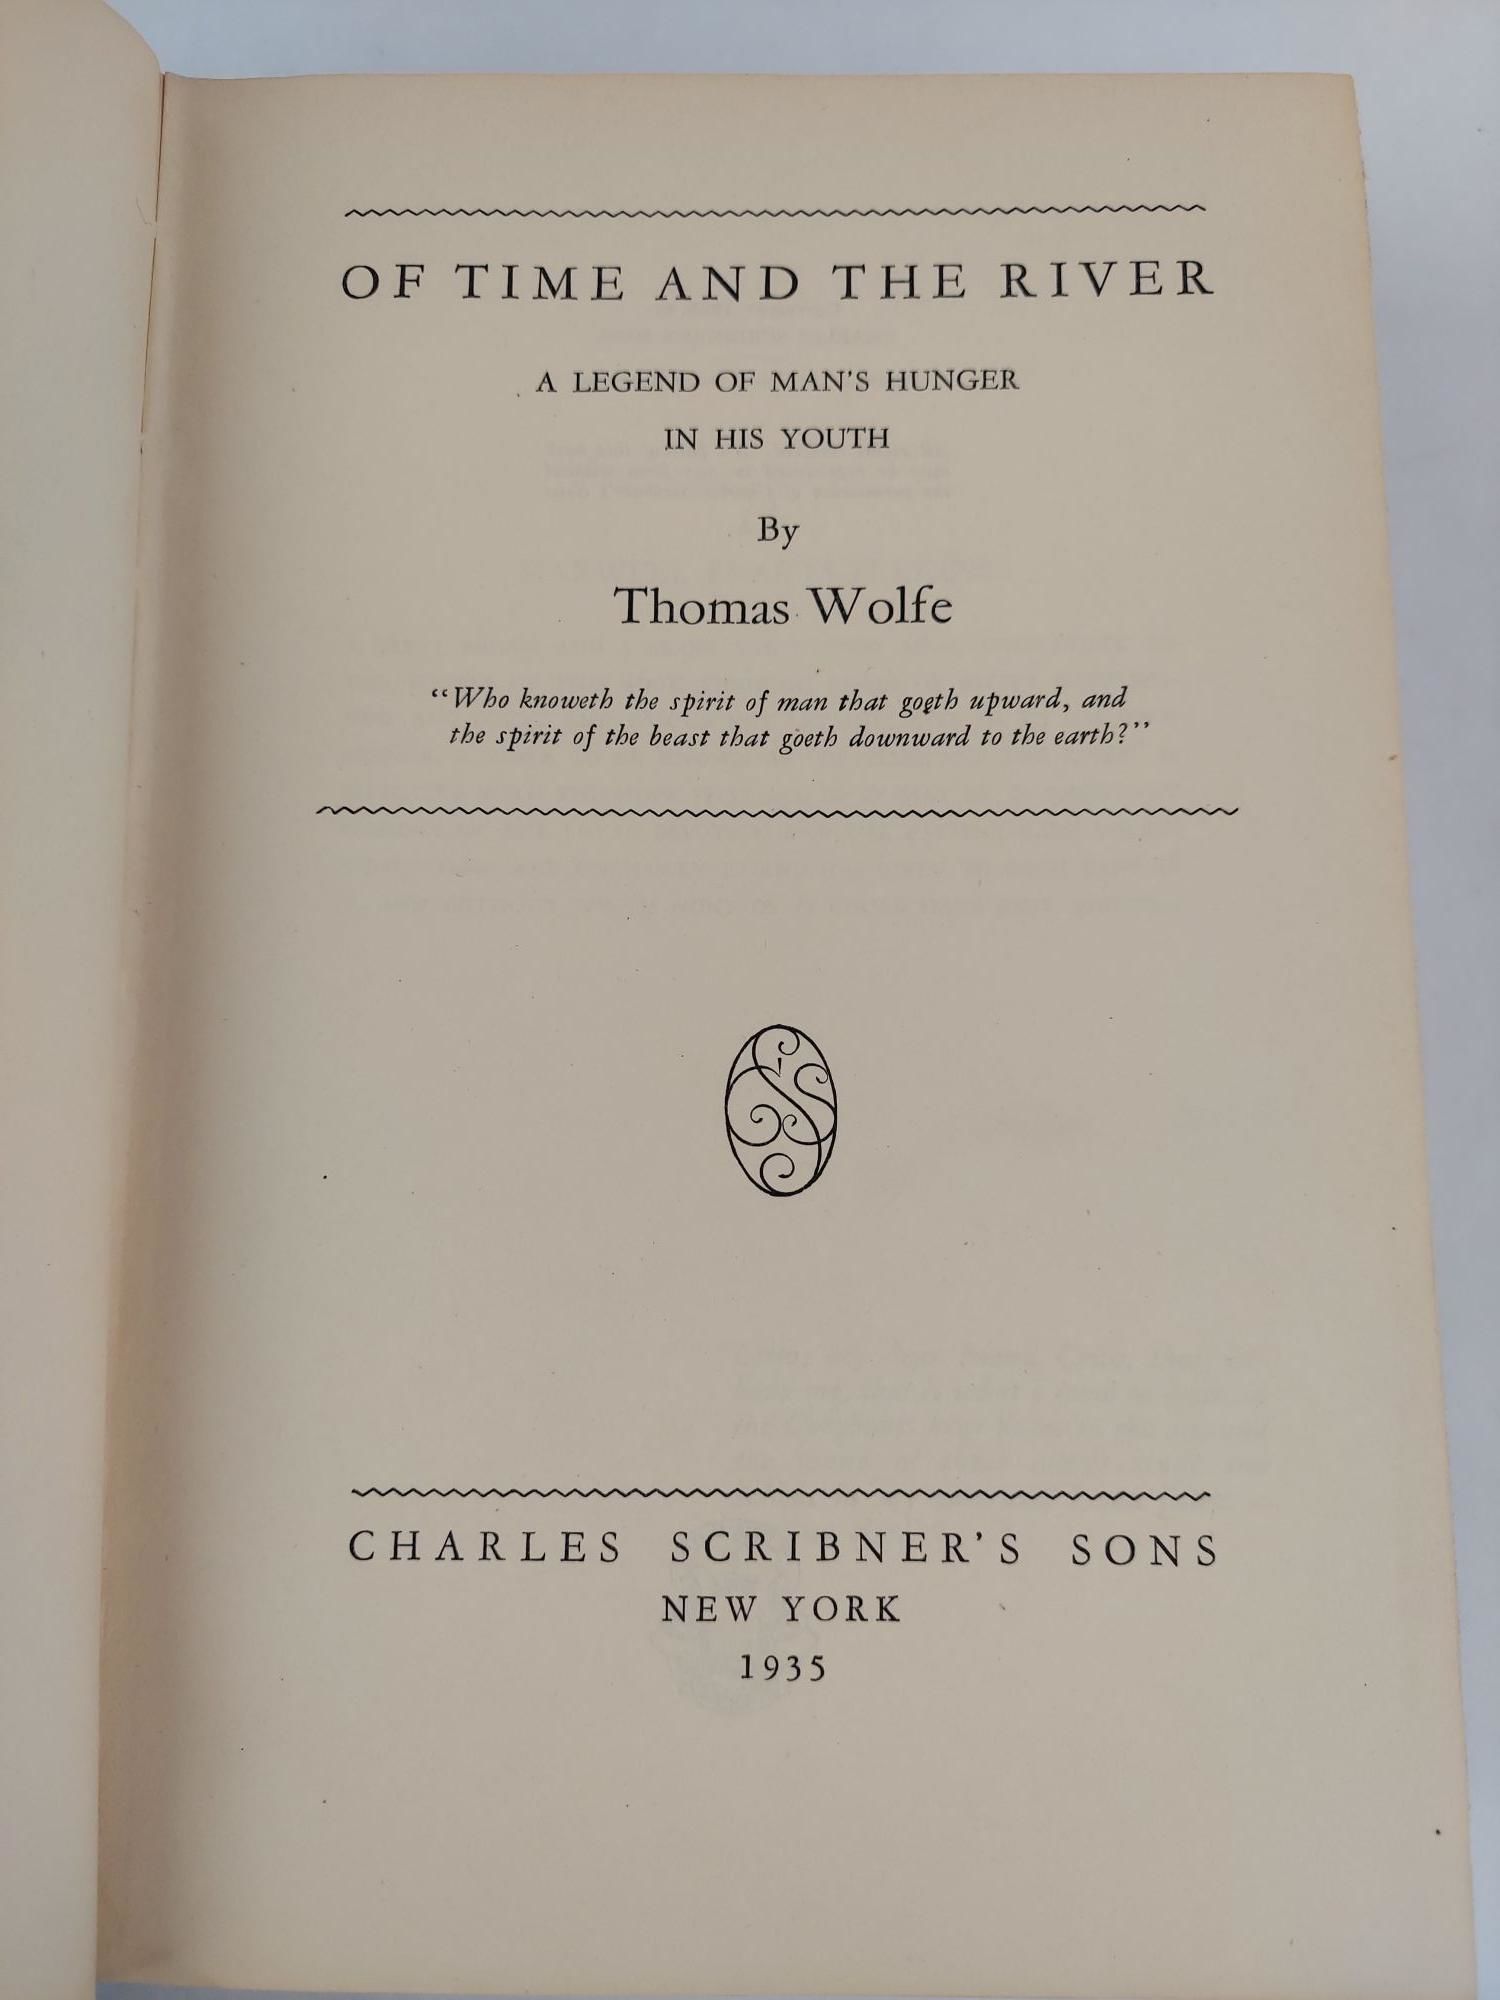 OF TIME AND THE RIVER
A LEGEND OF MAN'S HUNGER
IN HIS YOUTH
By
Thomas Wolfe
"Who knoweth the spirit of man that goeth upward, and
the spirit of the beast that goeth downward to the earth?"
CHARLES SCRIBNER'S SONS
NEW YORK
1935